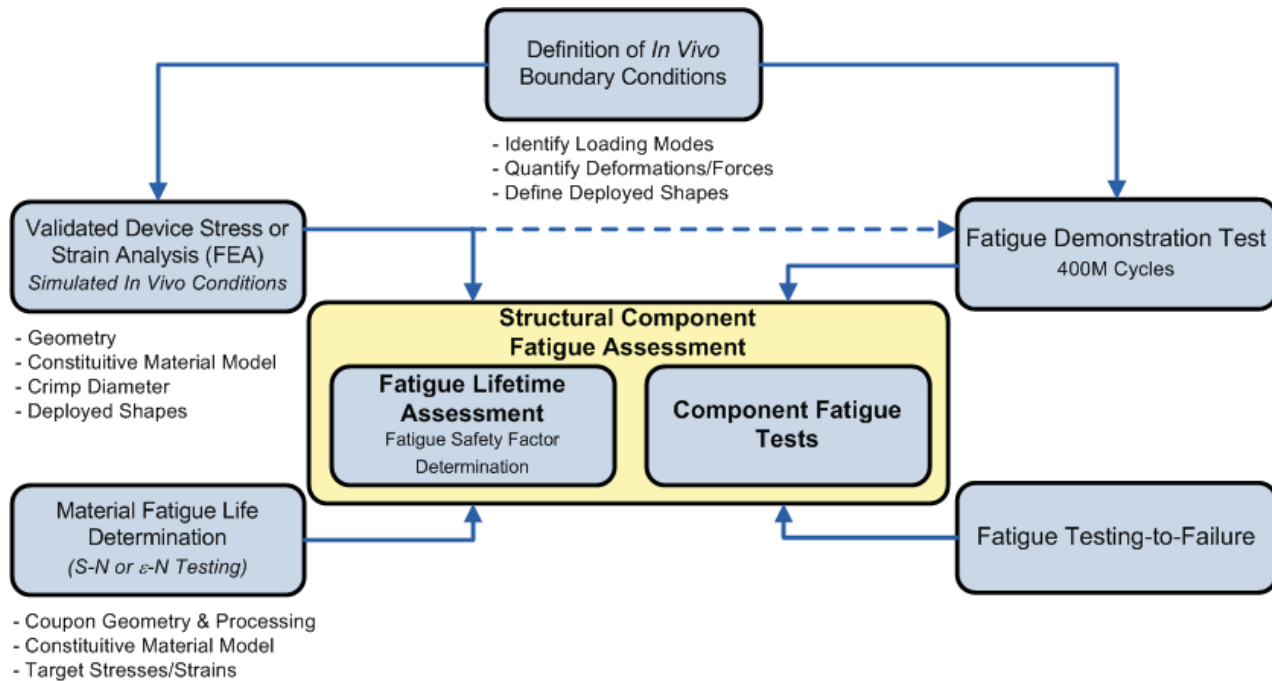 Definition of In Vivo
Boundary Conditions
- Identify Loading Modes
- Quantify Deformations/Forces
- Define Deployed Shapes
Validated Device Stress or
Strain Analysis (FEA)
Simulated In Vivo Conditions
- Geometry
- Constituitive Material Model
- Crimp Diameter
- Deployed Shapes
Fatigue Demonstration Test
400M Cycles
Structural Component
Fatigue Assessment
Fatigue Lifetime
Assessment
Fatigue Safety Factor
Determination
Component Fatigue
Tests
Material Fatigue Life
Determination
(S-N or ε-N Testing)
- Coupon Geometry & Processing
- Constituitive Material Model
- Target Stresses/Strains
Fatigue Testing-to-Failure